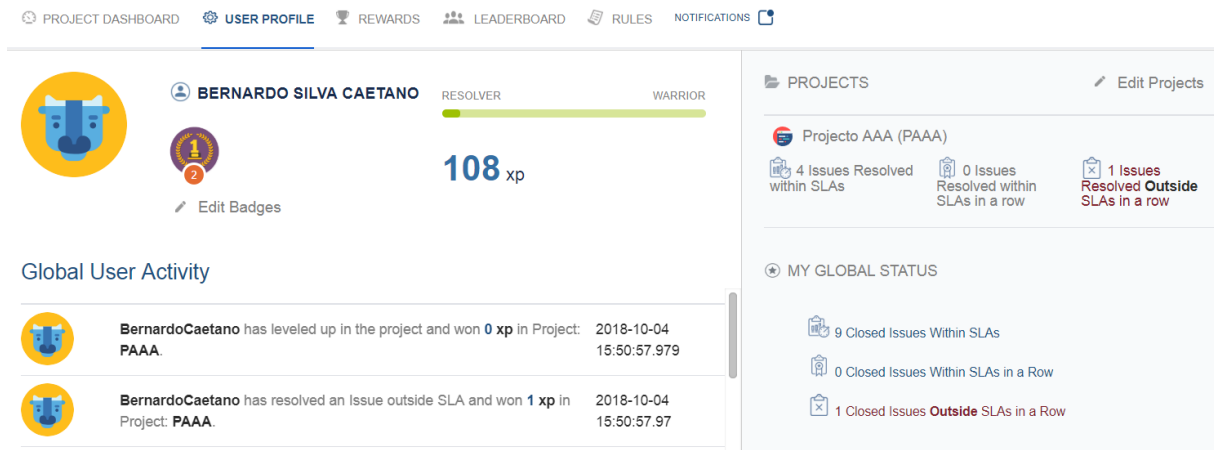 PROJECT DASHBOARD USER PROFILE REWARDS LEADERBOARD RULES NOTIFICATIONS
BERNARDO SILVA CAETANO
RESOLVER WARRIOR
1
2
108 xp
Edit Badges
Global User Activity
BernardoCaetano has leveled up in the project and won 0 xp in Project:
PAAA.
2018-10-04
15:50:57.979
BernardoCaetano has resolved an Issue outside SLA and won 1 xp in
Project: PAAA.
2018-10-04
15:50:57.97
PROJECTS Edit Projects
Projecto AAA (PAAA)
4 Issues Resolved
within SLAs
0 Issues
Resolved within
SLAs in a row
1 Issues
Resolved Outside
SLAs in a row
MY GLOBAL STATUS
9 Closed Issues Within SLAs
0 Closed Issues Within SLAs in a Row
1 Closed Issues Outside SLAs in a Row